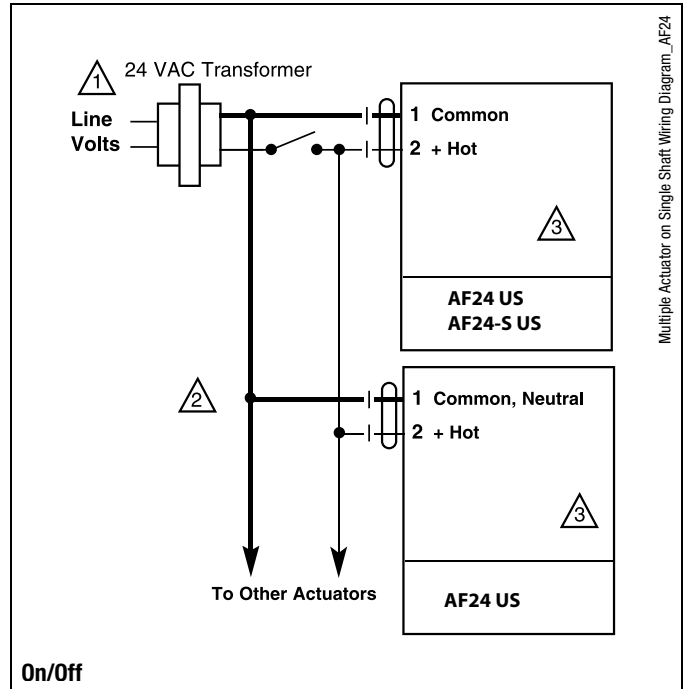 1
24 VAC Transformer
Line
Volts
1 Common
2 + Hot
3
AF24 US
AF24-S US
2
1 Common, Neutral
2 + Hot
3
To Other Actuators
AF24 US
On/Off
Multiple Actuator on Single Shaft Wiring Diagram_AF24